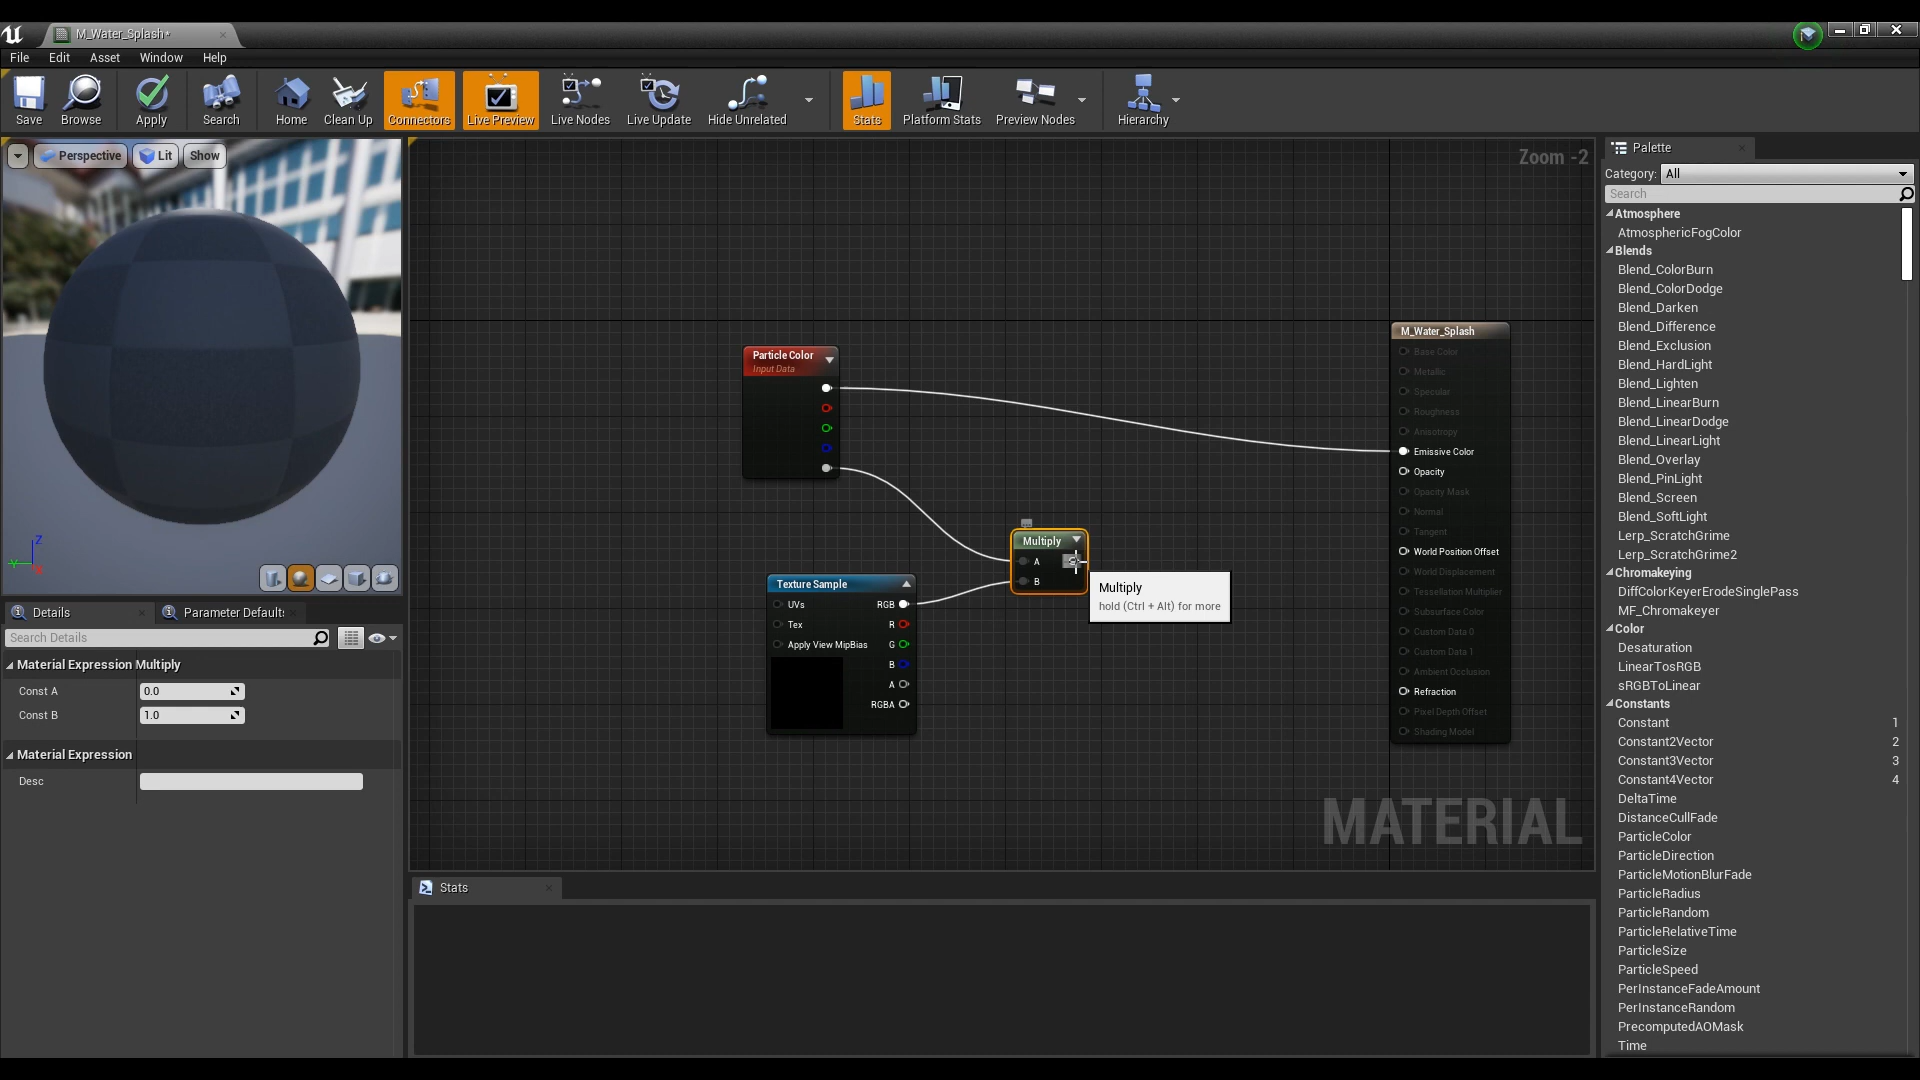 M_Water_Splash*
File Edit Asset Window Help
Save
Browse
Apply
Search
Home
Clean Up
Connectors
Live Preview
Live Nodes
Live Update
Hide Unrelated
Stats
Platform Stats
Preview Nodes
Hierarchy
Perspective
Lit
Show
Z
Zoom -2
Particle Color
Input Data
Texture Sample
UVs RGB
Tex R
Apply View MipBias G
B
A
RGBA
Multiply
A
B
Multiply
hold (Ctrl + Alt) for more
M_Water_Splash
Base Color
Metallic
Specular
Roughness
Anisotropy
Emissive Color
Opacity
Opacity Mask
Normal
Tangent
World Position Offset
World Displacement
Tessellation Multiplier
Subsurface Color
Custom Data 0
Custom Data 1
Ambient Occlusion
Refraction
Pixel Depth Offset
Shading Model
MATERIAL
Details
Parameter Default
Search Details
Material Expression Multiply
Const A 0.0
Const B 1.0
Material Expression
Desc
Stats
Palette
Category: All
Search
Atmosphere
AtmosphericFogColor
Blends
Blend_ColorBurn
Blend_ColorDodge
Blend_Darken
Blend_Difference
Blend_Exclusion
Blend_HardLight
Blend_Lighten
Blend_LinearBurn
Blend_LinearDodge
Blend_LinearLight
Blend_Overlay
Blend_PinLight
Blend_Screen
Blend_SoftLight
Lerp_ScratchGrime
Lerp_ScratchGrime2
Chromakeying
DiffColorKeyerErodeSinglePass
MF_Chromakeyer
Color
Desaturation
LinearTosRGB
sRGBToLinear
Constants
Constant 1
Constant2Vector 2
Constant3Vector 3
Constant4Vector 4
DeltaTime
DistanceCullFade
ParticleColor
ParticleDirection
ParticleMotionBlurFade
ParticleRadius
ParticleRandom
ParticleRelativeTime
ParticleSize
ParticleSpeed
PerInstanceFadeAmount
PerInstanceRandom
PrecomputedAOMask
Time